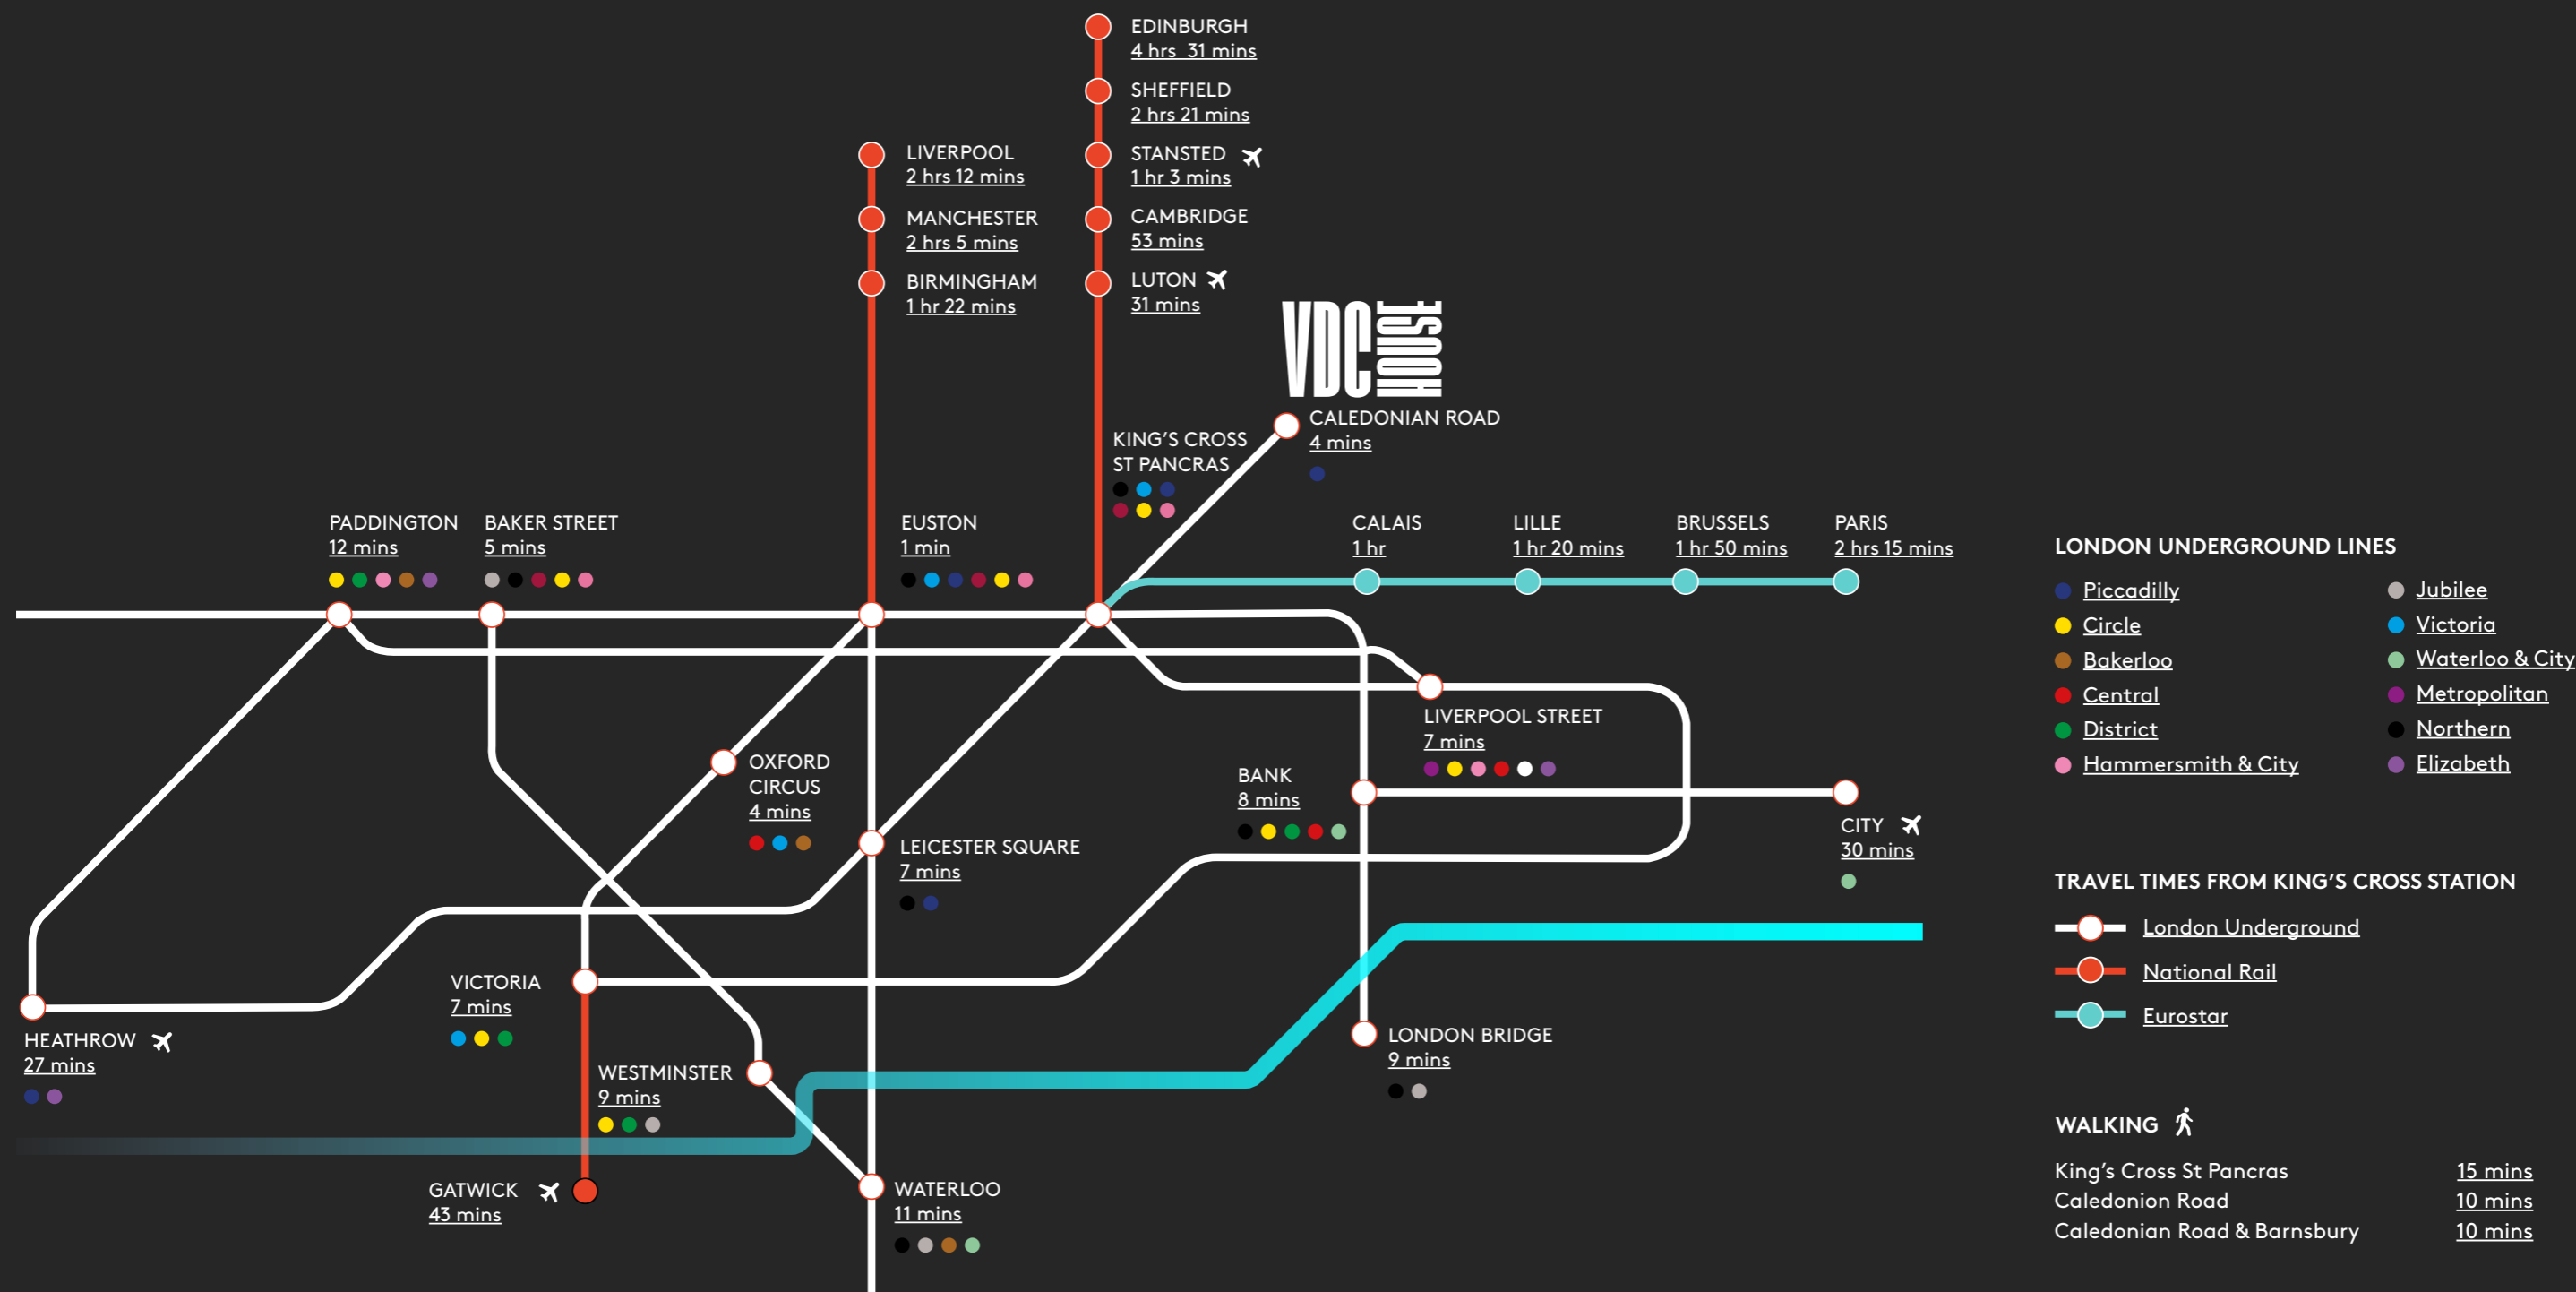 EDINBURGH
4 hrs 31 mins
SHEFFIELD
2 hrs 21 mins
STANSTED
1 hr 3 mins
CAMBRIDGE
53 mins
LUTON
31 mins
LIVERPOOL
2 hrs 12 mins
MANCHESTER
2 hrs 5 mins
BIRMINGHAM
1 hr 22 mins
VDC
HOUSE
CALEDONIAN ROAD
4 mins
KING’S CROSS
ST PANCRAS
PADDINGTON
12 mins
BAKER STREET
5 mins
EUSTON
1 min
CALAIS
1 hr
LILLE
1 hr 20 mins
BRUSSELS
1 hr 50 mins
PARIS
2 hrs 15 mins
LIVERPOOL STREET
7 mins
OXFORD
CIRCUS
4 mins
BANK
8 mins
CITY
30 mins
LEICESTER SQUARE
7 mins
VICTORIA
7 mins
HEATHROW
27 mins
WESTMINSTER
9 mins
LONDON BRIDGE
9 mins
GATWICK
43 mins
WATERLOO
11 mins
LONDON UNDERGROUND LINES
Piccadilly
Circle
Bakerloo
Central
District
Hammersmith & City
Jubilee
Victoria
Waterloo & City
Metropolitan
Northern
Elizabeth
TRAVEL TIMES FROM KING’S CROSS STATION
London Underground
National Rail
Eurostar
WALKING
King’s Cross St Pancras 15 mins
Caledonion Road 10 mins
Caledonian Road & Barnsbury 10 mins